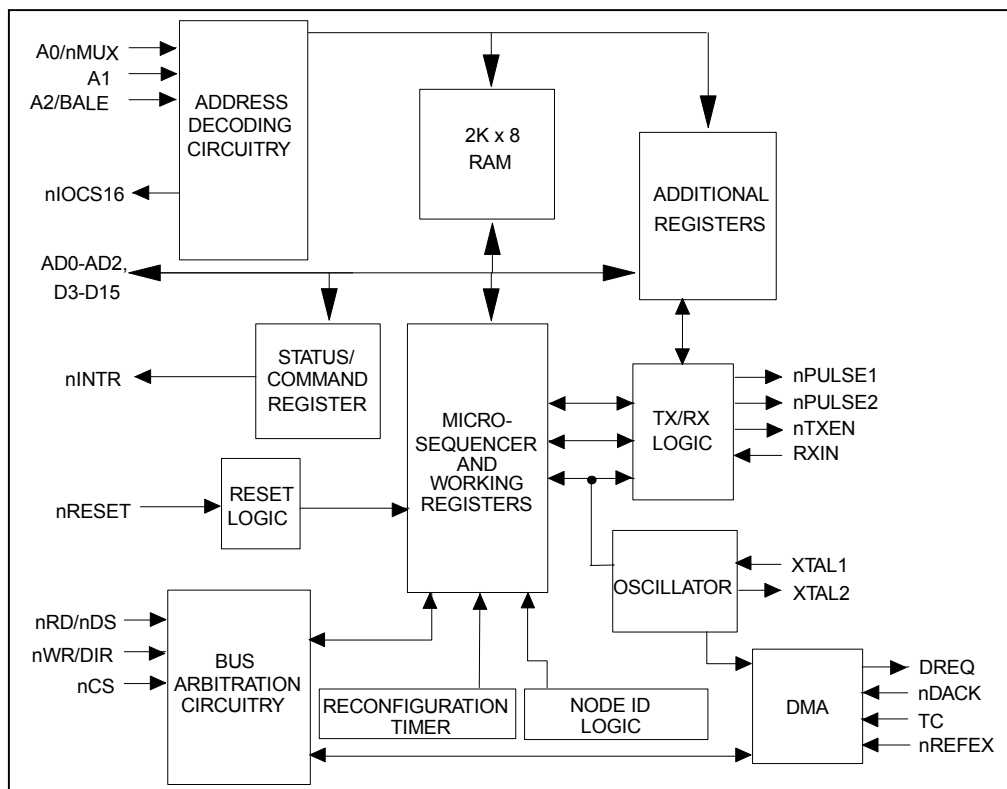 A0/nMUX
A1
A2/BALE
nIOCS16
AD0-AD2,
D3-D15
nINTR
nRESET
nRD/nDS
nWR/DIR
nCS
ADDRESS
DECODING
CIRCUITRY
2K x 8
RAM
ADDITIONAL
REGISTERS
STATUS/
COMMAND
REGISTER
MICRO-
SEQUENCER
AND
WORKING
REGISTERS
TX/RX
LOGIC
nPULSE1
nPULSE2
nTXEN
RXIN
RESET
LOGIC
OSCILLATOR
XTAL1
XTAL2
BUS
ARBITRATION
CIRCUITRY
RECONFIGURATION
TIMER
NODE ID
LOGIC
DMA
DREQ
nDACK
TC
nREFEX